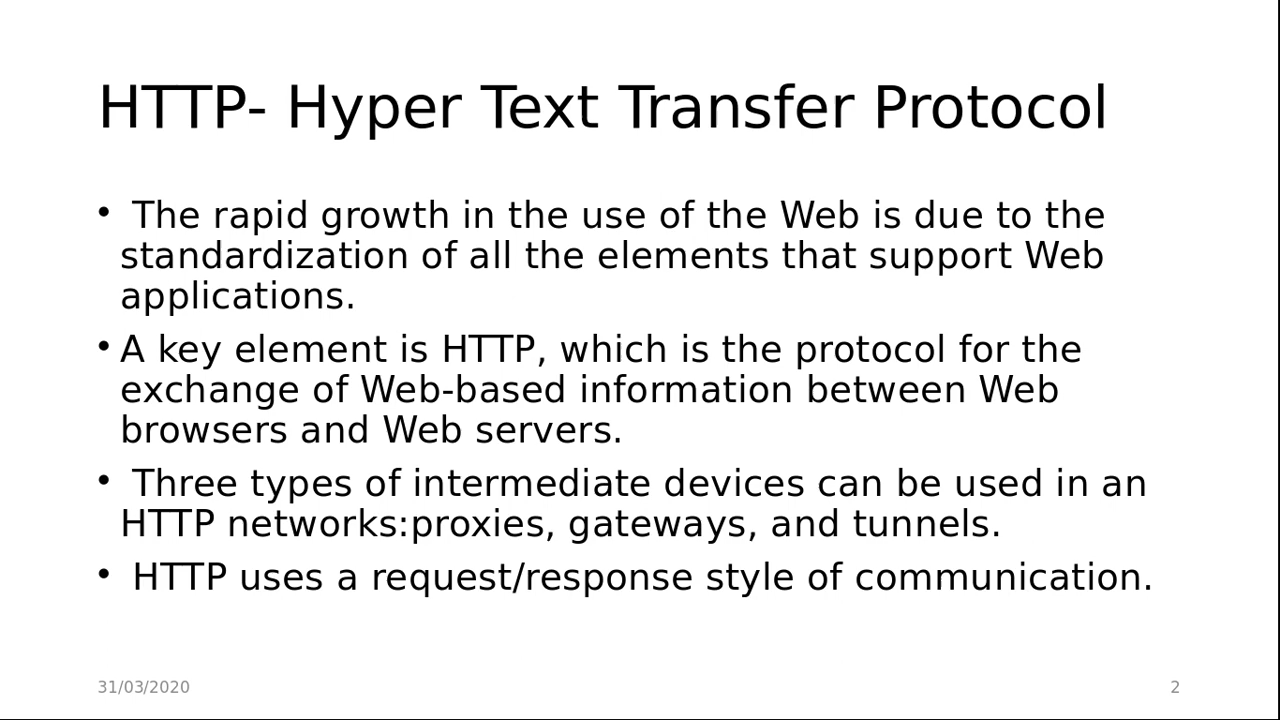 HTTP- Hyper Text Transfer Protocol
• The rapid growth in the use of the Web is due to the
standardization of all the elements that support Web
applications.
• A key element is HTTP, which is the protocol for the
exchange of Web-based information between Web
browsers and Web servers.
• Three types of intermediate devices can be used in an
HTTP networks:proxies, gateways, and tunnels.
• HTTP uses a request/response style of communication.
31/03/2020
2